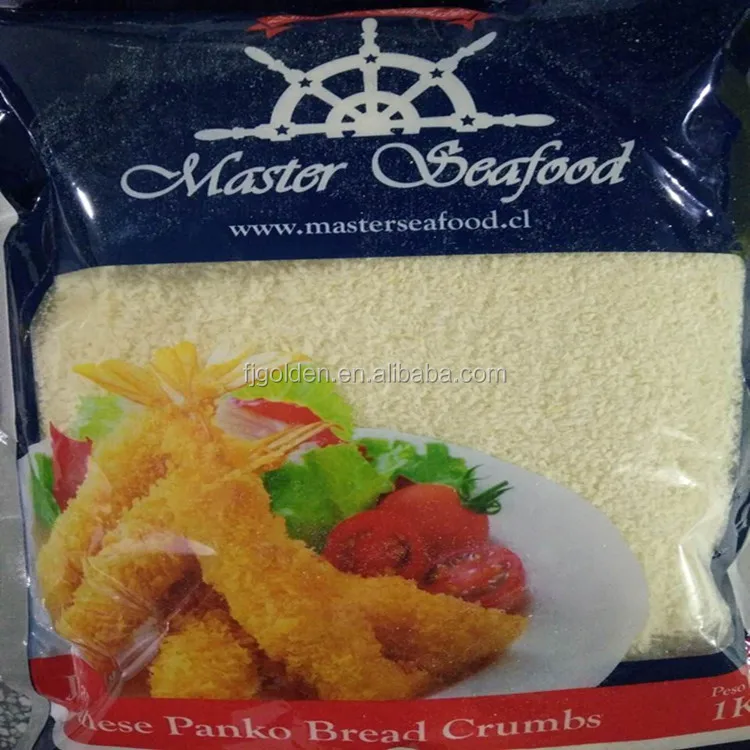 Master Seafood
www.masterseafood.cl
fjgolden.en.alibaba.com
Panko Bread Crumbs
Peso
1K